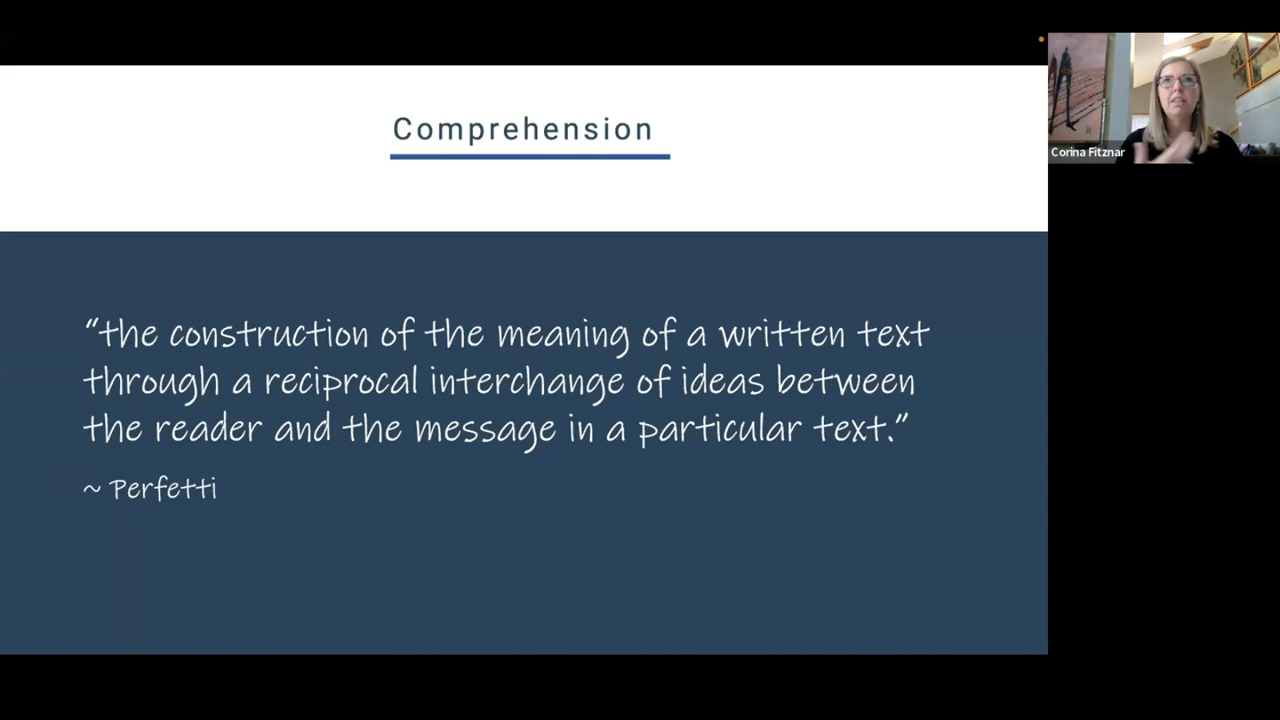 Comprehension
“the construction of the meaning of a written text
through a reciprocal interchange of ideas between
the reader and the message in a particular text.”
~ Perfetti
Corina Fitznar